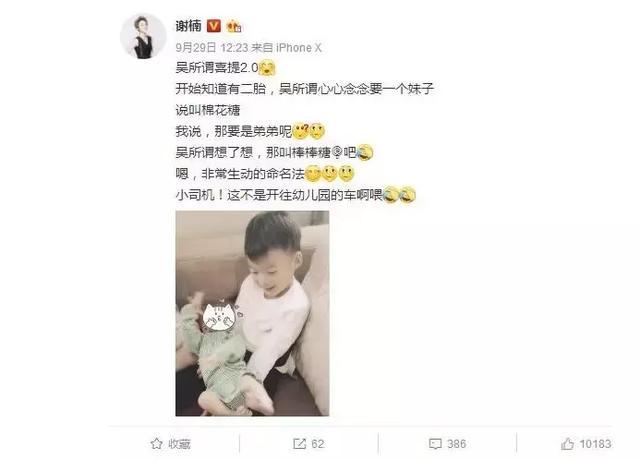 谢楠
9月29日 12:23 来自 iPhone X
吴所谓喜提2.0
开始知道有二胎，吴所谓心心念念要一个妹子
说叫棉花糖
我说，那要是弟弟呢
吴所谓想了想，那叫棒棒糖🍭吧
嗯，非常生动的命名法
小司机！这不是开往幼儿园的车啊喂
收藏
62
386
10183